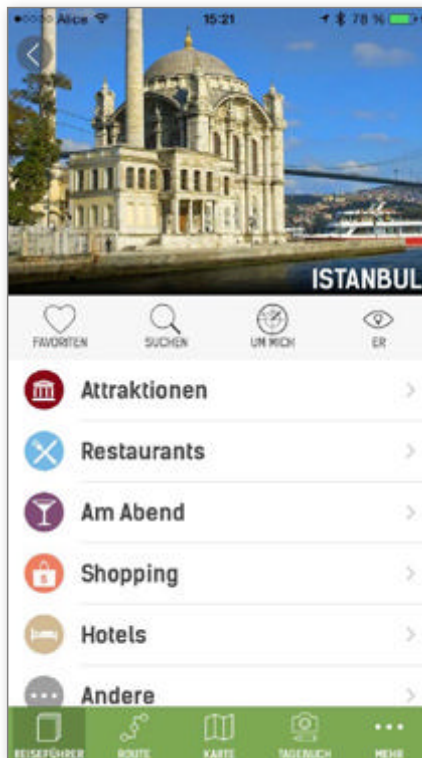 Alice 15:21 78 %
ISTANBUL
FAVORITEN SUCHEN UM MICH ER
Attraktionen
Restaurants
Am Abend
Shopping
Hotels
Andere
REISEFÜHRER ROUTE KARTE TAGEBUCH MEHR